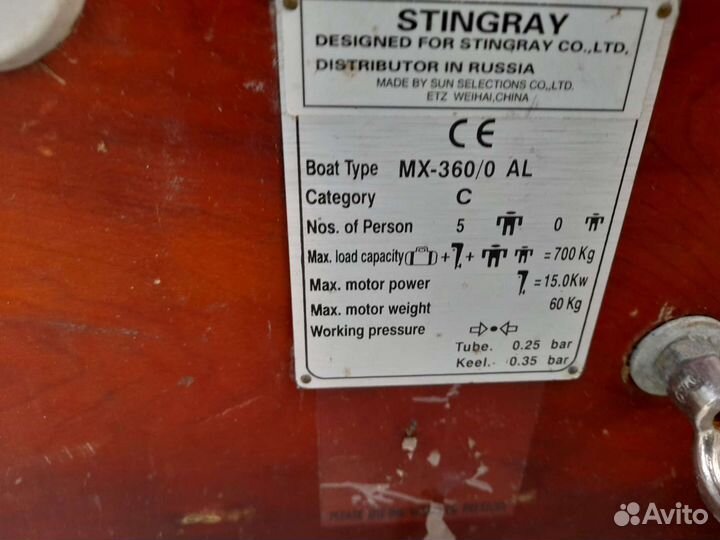 STINGRAY
DESIGNED FOR STINGRAY CO.,LTD.
DISTRIBUTOR IN RUSSIA
MADE BY SUN SELECTIONS CO.,LTD.
ETZ WEIHAI,CHINA
CE
Boat Type MX-360/0 AL
Category C
Nos. of Person 5 0
Max. load capacity + + = 700 Kg
Max. motor power =15.0Kw
Max. motor weight 60 Kg
Working pressure
Tube. 0.25 bar
Keel. 0.35 bar
PLEASE PRESSURE
Avito